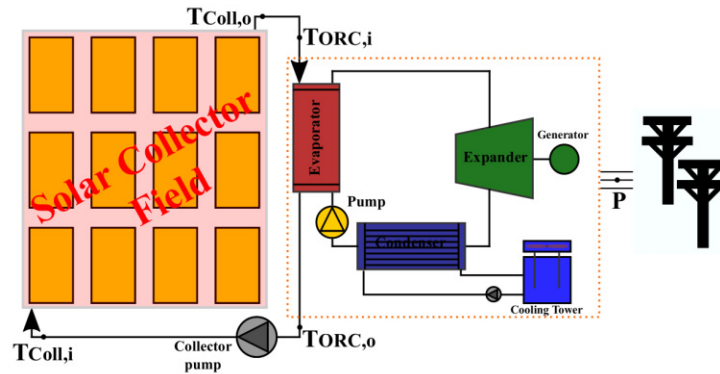 TColl,o
TORC,i
Solar Collector
Field
Evaporator
Pump
Expander
Generator
Condenser
P
Cooling Tower
TColl,i
Collector
pump
TORC,o